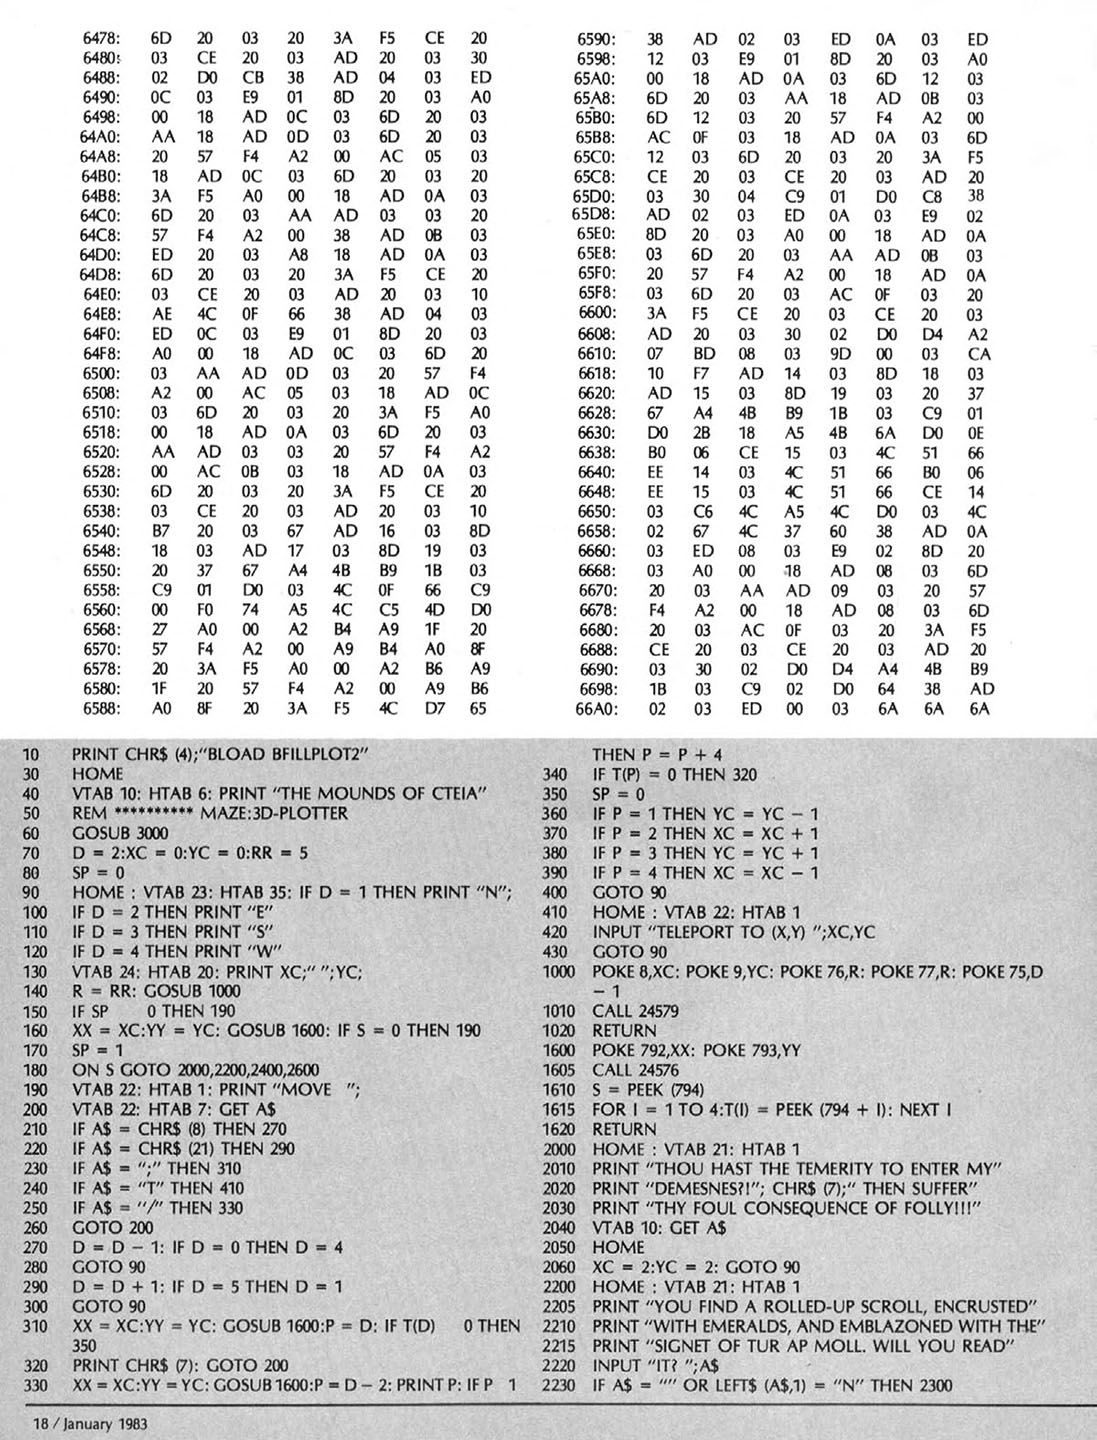 6478: 6D 20 03 20 3A F5 CE 20
6480: 03 CE 20 03 AD 20 03 30
6488: 02 D0 CB 38 AD 04 03 ED
6490: 0C 03 E9 01 8D 20 03 A0
6498: 00 18 AD 0C 03 6D 20 03
64A0: AA 18 AD 0D 03 6D 20 03
64A8: 20 57 F4 A2 00 AC 05 03
64B0: 18 AD 0C 03 6D 20 03 20
64B8: 3A F5 A0 00 18 AD 0A 03
64C0: 6D 20 03 AA AD 03 03 20
64C8: 57 F4 A2 00 38 AD 0B 03
64D0: ED 20 03 A8 18 AD 0A 03
64D8: 6D 20 03 20 3A F5 CE 20
64E0: 03 CE 20 03 AD 20 03 10
64E8: AE 4C 0F 66 38 AD 04 03
64F0: ED 0C 03 E9 01 8D 20 03
64F8: A0 00 18 AD 0C 03 6D 20
6500: 03 AA AD 0D 03 20 57 F4
6508: A2 00 AC 05 03 18 AD 0C
6510: 03 6D 20 03 20 3A F5 A0
6518: 00 18 AD 0A 03 6D 20 03
6520: AA AD 03 03 20 57 F4 A2
6528: 00 AC 0B 03 18 AD 0A 03
6530: 6D 20 03 20 3A F5 CE 20
6538: 03 CE 20 03 AD 20 03 10
6540: B7 20 03 67 AD 16 03 8D
6548: 18 03 AD 17 03 8D 19 03
6550: 20 37 67 A4 4B B9 1B 03
6558: C9 01 D0 03 4C 0F 66 C9
6560: 00 F0 74 A5 4C C5 4D D0
6568: 27 A0 00 A2 B4 A9 1F 20
6570: 57 F4 A2 00 A9 B4 A0 8F
6578: 20 3A F5 A0 00 A2 B6 A9
6580: 1F 20 57 F4 A2 00 A9 B6
6588: A0 8F 20 3A F5 4C D7 65
6590: 38 AD 02 03 ED 0A 03 ED
6598: 12 03 E9 01 8D 20 03 A0
65A0: 00 18 AD 0A 03 6D 12 03
65A8: 6D 20 03 AA 18 AD 0B 03
65B0: 6D 12 03 20 57 F4 A2 00
65B8: AC 0F 03 18 AD 0A 03 6D
65C0: 12 03 6D 20 03 20 3A F5
65C8: CE 20 03 CE 20 03 AD 20
65D0: 03 30 04 C9 01 D0 C8 38
65D8: AD 02 03 ED 0A 03 E9 02
65E0: 8D 20 03 A0 00 18 AD 0A
65E8: 03 6D 20 03 AA AD 0B 03
65F0: 20 57 F4 A2 00 18 AD 0A
65F8: 03 6D 20 03 AC 0F 03 20
6600: 3A F5 CE 20 03 CE 20 03
6608: AD 20 03 30 02 D0 D4 A2
6610: 07 BD 08 03 9D 00 03 CA
6618: 10 F7 AD 14 03 8D 18 03
6620: AD 15 03 8D 19 03 20 37
6628: 67 A4 4B B9 1B 03 C9 01
6630: D0 2B 18 A5 4B 6A D0 0E
6638: B0 06 CE 15 03 4C 51 66
6640: EE 14 03 4C 51 66 B0 06
6648: EE 15 03 4C 51 66 CE 14
6650: 03 C6 4C A5 4C D0 03 4C
6658: 02 67 4C 37 60 38 AD 0A
6660: 03 ED 08 03 E9 02 8D 20
6668: 03 A0 00 18 AD 08 03 6D
6670: 20 03 AA AD 09 03 20 57
6678: F4 A2 00 18 AD 08 03 6D
6680: 20 03 AC 0F 03 20 3A F5
6688: CE 20 03 CE 20 03 AD 20
6690: 03 30 02 D0 D4 A4 4B B9
6698: 1B 03 C9 02 D0 64 38 AD
66A0: 02 03 ED 00 03 6A 6A 6A
10 PRINT CHR$ (4);"BLOAD BFILLPLOT2"
30 HOME
40 VTAB 10: HTAB 6: PRINT "THE MOUNDS OF CTEIA"
50 REM ********** MAZE:3D-PLOTTER
60 GOSUB 3000
70 D = 2:XC = 0:YC = 0:RR = 5
80 SP = 0
90 HOME : VTAB 23: HTAB 35: IF D = 1 THEN PRINT "N";
100 IF D = 2 THEN PRINT "E"
110 IF D = 3 THEN PRINT "S"
120 IF D = 4 THEN PRINT "W"
130 VTAB 24: HTAB 20: PRINT XC;" ";YC;
140 R = RR: GOSUB 1000
150 IF SP 0 THEN 190
160 XX = XC:YY = YC: GOSUB 1600: IF S = 0 THEN 190
170 SP = 1
180 ON S GOTO 2000,2200,2400,2600
190 VTAB 22: HTAB 1: PRINT "MOVE ";
200 VTAB 22: HTAB 7: GET A$
210 IF A$ = CHR$ (8) THEN 270
220 IF A$ = CHR$ (21) THEN 290
230 IF A$ = ";" THEN 310
240 IF A$ = "T" THEN 410
250 IF A$ = "/" THEN 330
260 GOTO 200
270 D = D - 1: IF D = 0 THEN D = 4
280 GOTO 90
290 D = D + 1: IF D = 5 THEN D = 1
300 GOTO 90
310 XX = XC:YY = YC: GOSUB 1600:P = D: IF T(D) 0 THEN
350
320 PRINT CHR$ (7): GOTO 200
330 XX = XC:YY = YC: GOSUB 1600:P = D - 2: PRINT P: IF P 1
THEN P = P + 4
340 IF T(P) = 0 THEN 320
350 SP = 0
360 IF P = 1 THEN YC = YC - 1
370 IF P = 2 THEN XC = XC + 1
380 IF P = 3 THEN YC = YC + 1
390 IF P = 4 THEN XC = XC - 1
400 GOTO 90
410 HOME : VTAB 22: HTAB 1
420 INPUT "TELEPORT TO (X,Y) ";XC,YC
430 GOTO 90
1000 POKE 8,XC: POKE 9,YC: POKE 76,R: POKE 77,R: POKE 75,D
- 1
1010 CALL 24579
1020 RETURN
1600 POKE 792,XX: POKE 793,YY
1605 CALL 24576
1610 S = PEEK (794)
1615 FOR I = 1 TO 4:T(I) = PEEK (794 + I): NEXT I
1620 RETURN
2000 HOME : VTAB 21: HTAB 1
2010 PRINT "THOU HAST THE TEMERITY TO ENTER MY"
2020 PRINT "DEMESNES?!"; CHR$ (7);" THEN SUFFER"
2030 PRINT "THY FOUL CONSEQUENCE OF FOLLY!!!"
2040 VTAB 10: GET A$
2050 HOME
2060 XC = 2:YC = 2: GOTO 90
2200 HOME : VTAB 21: HTAB 1
2205 PRINT "YOU FIND A ROLLED-UP SCROLL, ENCRUSTED"
2210 PRINT "WITH EMERALDS, AND EMBLAZONED WITH THE"
2215 PRINT "SIGNET OF TUR AP MOLL. WILL YOU READ"
2220 INPUT "IT? ";A$
2230 IF A$ = "" OR LEFT$ (A$,1) = "N" THEN 2300
18 / January 1983